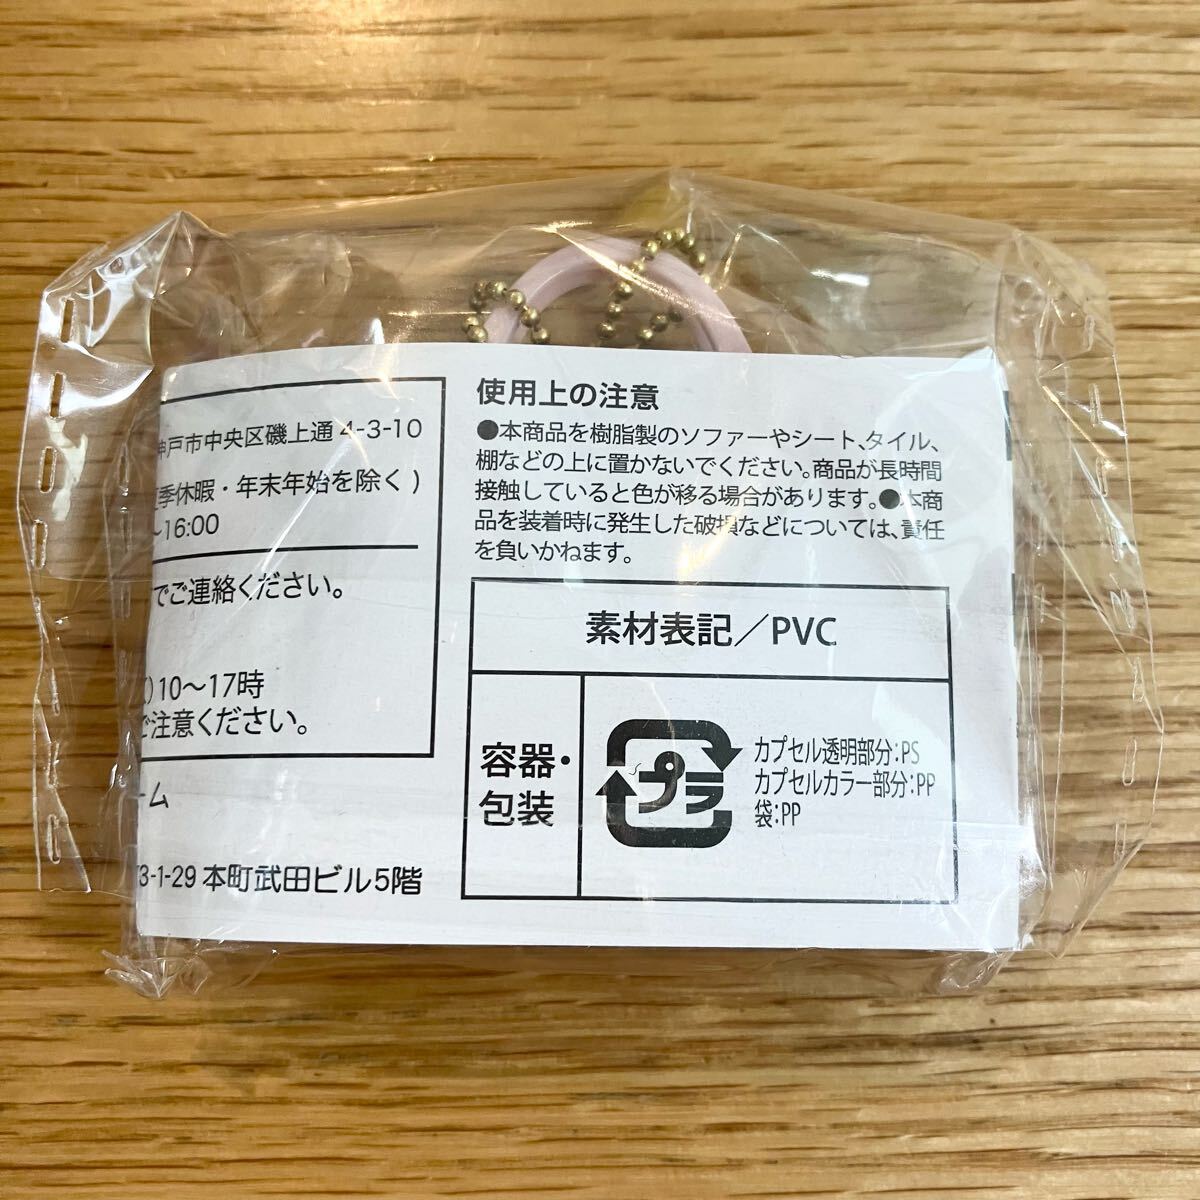 神戸市中央区磯上通 4-3-10
季休暇・年末年始を除く)
～16:00
でご連絡ください。
10～17時
ご注意ください。
ーム
3-1-29 本町武田ビル5階
使用上の注意
●本商品を樹脂製のソファーやシート、タイル、
棚などの上に置かないでください。商品が長時間
接触していると色が移る場合があります。●本商
品を装着時に発生した破損などについては、責任
を負いかねます。
素材表記／PVC
容器・
包装
プラ
カプセル透明部分：PS
カプセルカラー部分：PP
袋：PP